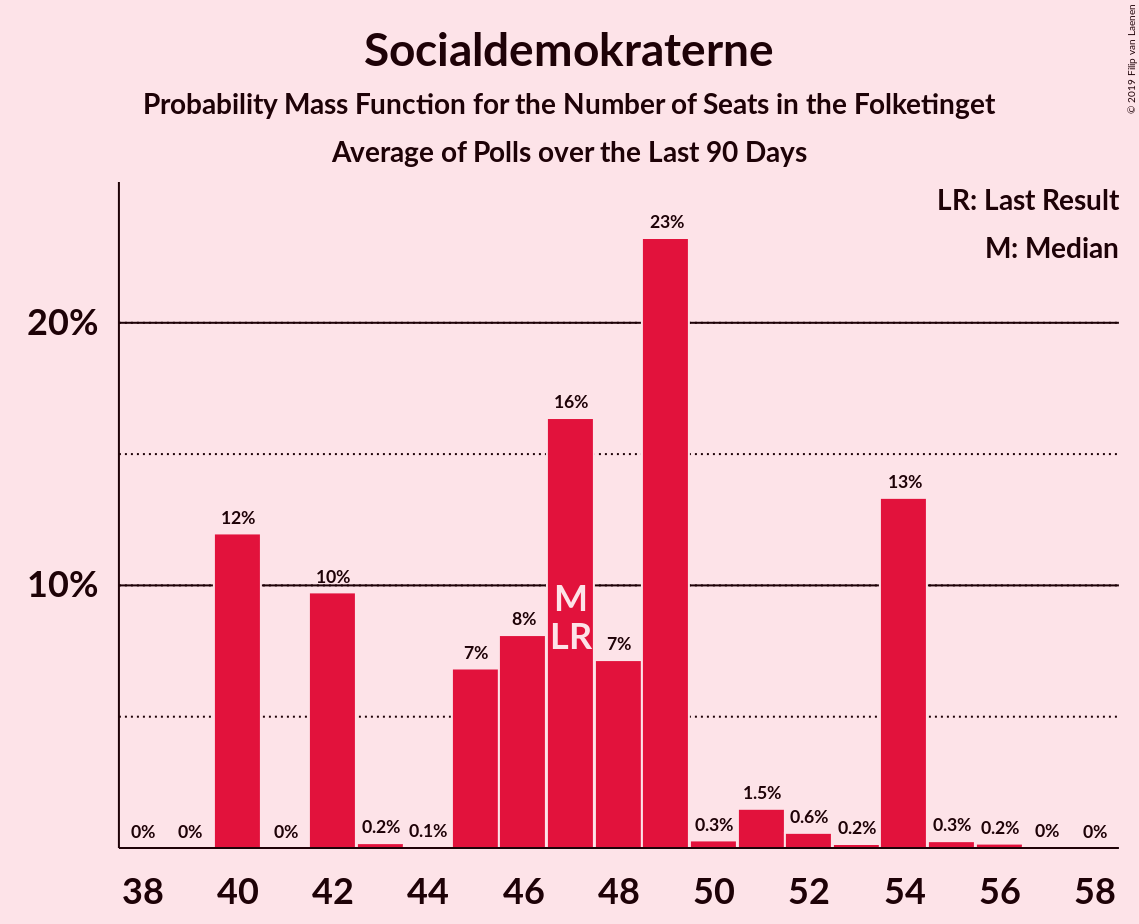 Socialdemokraterne
Probability Mass Function for the Number of Seats in the Folketinget
Average of Polls over the Last 90 Days
© 2019 Filip van Laenen
LR: Last Result
M: Median
20%
10%
0%
0%
12%
0%
10%
0.2%
0.1%
7%
8%
16%
7%
23%
0.3%
1.5%
0.6%
0.2%
13%
0.3%
0.2%
0%
0%
M
LR
38 40 42 44 46 48 50 52 54 56 58